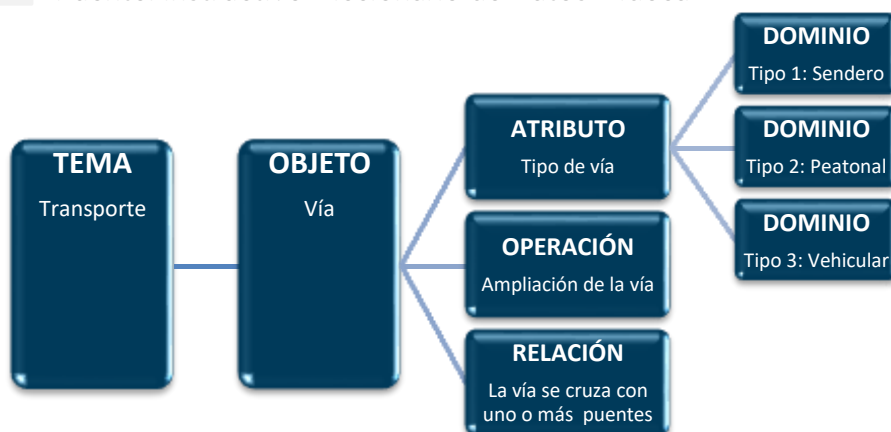 TEMA
Transporte
OBJETO
Vía
ATRIBUTO
Tipo de vía
OPERACIÓN
Ampliación de la vía
RELACIÓN
La vía se cruza con
uno o más puentes
DOMINIO
Tipo 1: Sendero
DOMINIO
Tipo 2: Peatonal
DOMINIO
Tipo 3: Vehicular